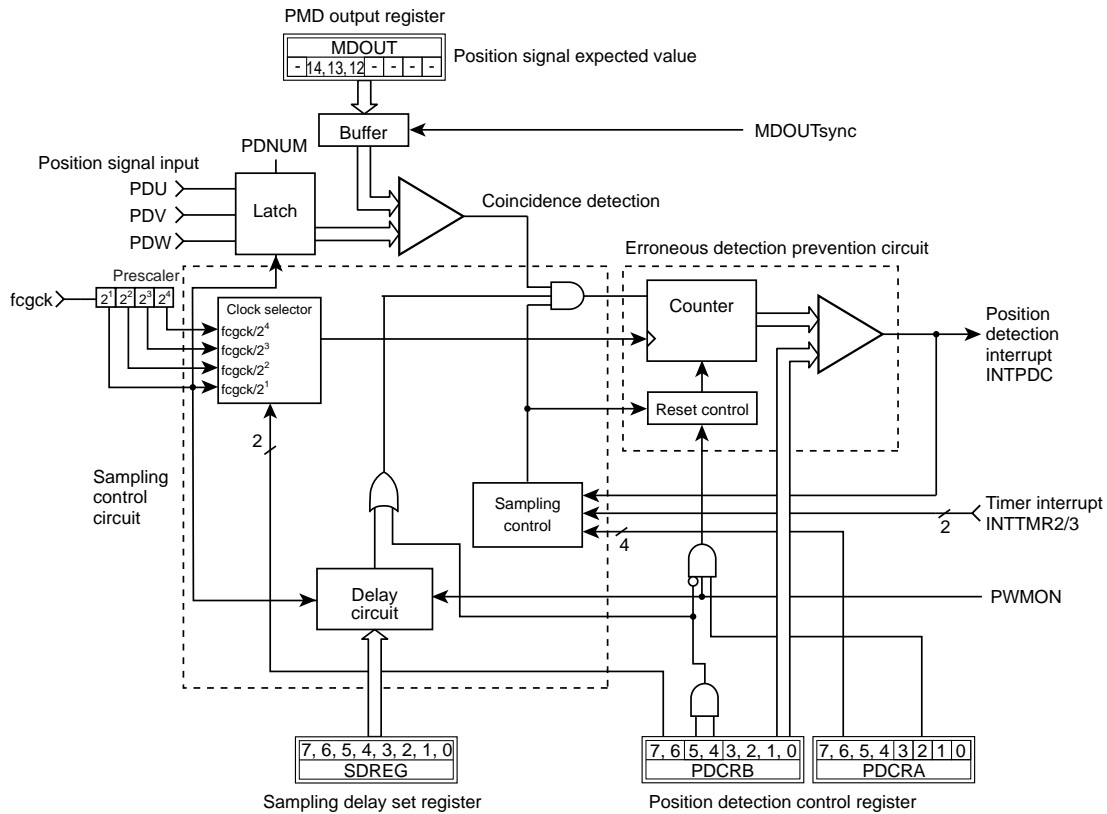 PMD output register
MDOUT
- 14, 13, 12 - - - -
Position signal expected value
Buffer
MDOUTsync
PDNUM
Position signal input
PDU
PDV
PDW
Latch
Coincidence detection
Erroneous detection prevention circuit
Prescaler
fcgck
2¹ 2² 2³ 2⁴
Clock selector
fcgck/2⁴
fcgck/2³
fcgck/2²
fcgck/2¹
Counter
Position
detection
interrupt
INTPDC
Reset control
2
Sampling
control
circuit
Sampling
control
Timer interrupt
INTTMR2/3
2
4
Delay
circuit
PWMON
7, 6, 5, 4, 3, 2, 1, 0
SDREG
Sampling delay set register
7, 6, 5, 4, 3, 2, 1, 0
PDCRB
7, 6, 5, 4 3 2 1 0
PDCRA
Position detection control register